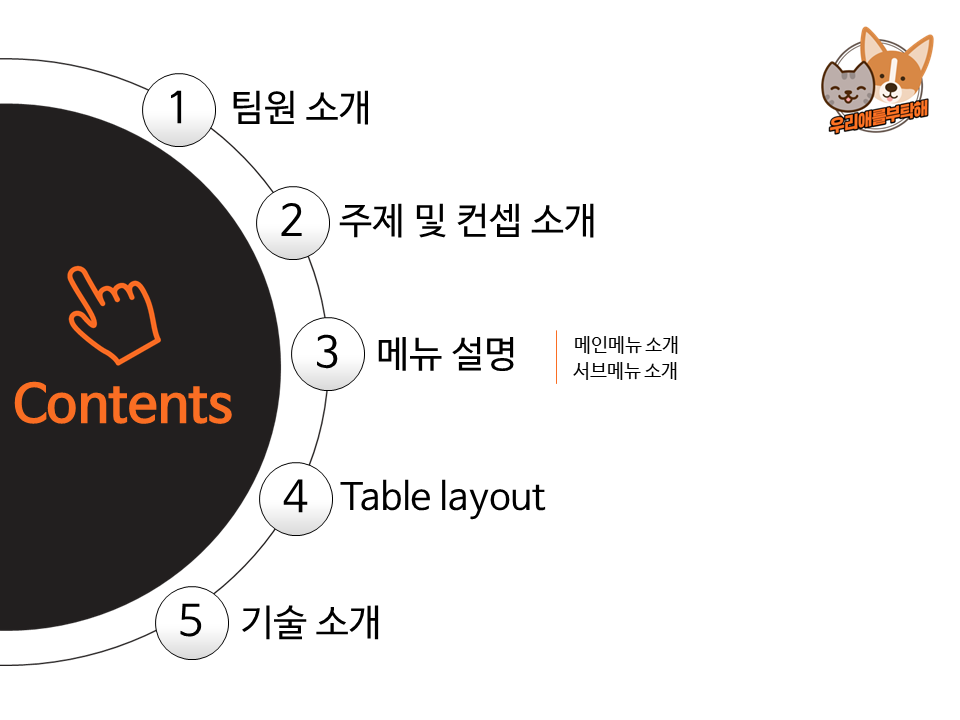 우리애를부탁해
1 팀원 소개
2 주제 및 컨셉 소개
3 메뉴 설명
메인메뉴 소개
서브메뉴 소개
Contents
4 Table layout
5 기술 소개